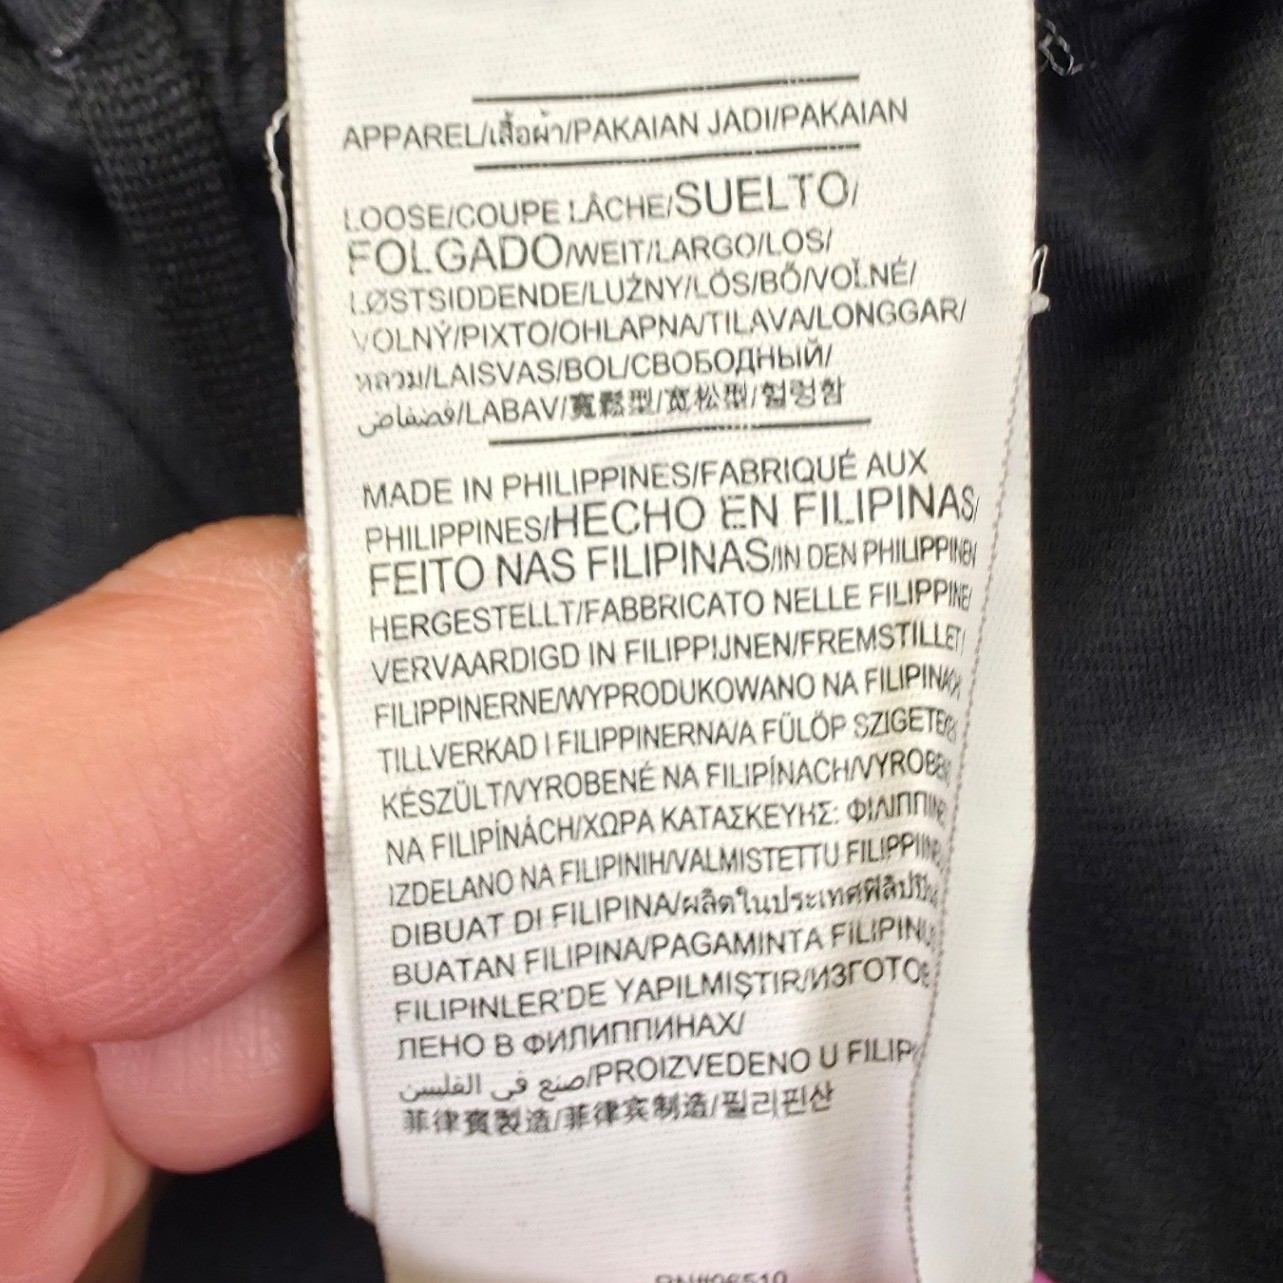 APPAREL/เสื้อผ้า/PAKAIAN JADI/PAKAIAN
LOOSE/COUPE LÂCHE/SUELTO/
FOLGADO/WEIT/LARGO/LOS/
LØSTSIDDENDE/LUŹNY/LÖS/BŐ/VOĽNÉ/
VOLNÝ/ΡΙΧΤΟ/OHLAPNA/TILAVA/LONGGAR/
หลวม/LAISVAS/BOL/СВОБОДНЫЙ/
فضفاض/LABAV/寬鬆型/宽松型/헐렁함
MADE IN PHILIPPINES/FABRIQUÉ AUX
PHILIPPINES/HECHO EN FILIPINAS/
FEITO NAS FILIPINAS/IN DEN PHILIPPINEN
HERGESTELLT/FABBRICATO NELLE FILIPPINE/
VERVAARDIGD IN FILIPPIJNEN/FREMSTILLET I
FILIPPINERNE/WYPRODUKOWANO NA FILIPINACH/
TILLVERKAD I FILIPPINERNA/A FÜLÖP SZIGETEKEN
KÉSZÜLT/VYROBENÉ NA FILIPÍNACH/VYROBENO
NA FILIPÍNÁCH/ΧΩΡΑ ΚΑΤΑΣΚΕΥΗΣ: ΦΙΛΙΠΠΙΝΕΣ
IZDELANO NA FILIPINIH/VALMISTETTU FILIPPIINEISSÄ
DIBUAT DI FILIPINA/ผลิตในประเทศฟิลิปปินส์
BUATAN FILIPINA/PAGAMINTA FILIPINUOSE
FILIPINLER'DE YAPILMIŞTIR/ИЗГОТОВ
ЛЕНО В ФИЛИППИНАХ/
صنع في الفلبين/PROIZVEDENO U FILIP
菲律賓製造/菲律宾制造/필리핀산
RN#06510